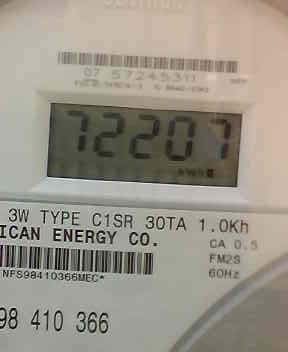 07 57245311
72207
kWh
3W TYPE C1SR 30TA 1.0Kh
ICAN ENERGY CO.
CA 0.5
FM2S
60Hz
NFS98410366MEC*
98 410 366